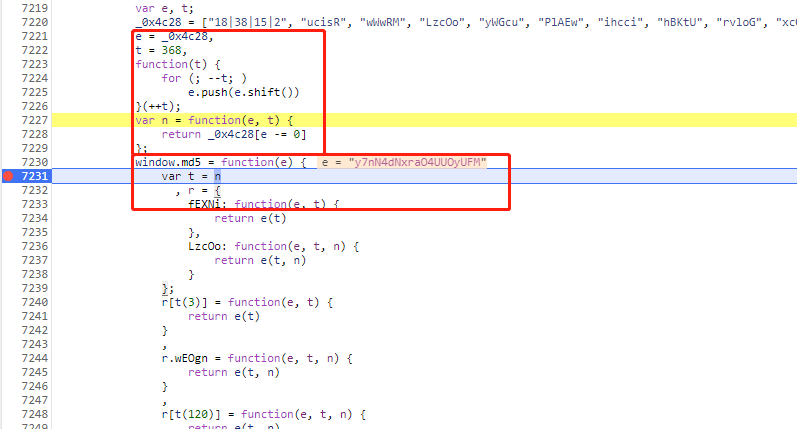 7219 var e, t;
7220 _0x4c28 = ["18|38|15|2", "ucisR", "wWwRM", "LzcOo", "yWGcu", "PlAEw", "ihcci", "hBKtU", "rvloG", "xc
7221 e = _0x4c28,
7222 t = 368,
7223 function(t) {
7224 for (; --t; )
7225 e.push(e.shift())
7226 }(++t);
7227 var n = function(e, t) {
7228 return _0x4c28[e -= 0]
7229 };
7230 window.md5 = function(e) { e = "y7nN4dNxraO4UUOyUFM"
7231 var t = n
7232 , r = {
7233 fEXNi: function(e, t) {
7234 return e(t)
7235 },
7236 LzcOo: function(e, t, n) {
7237 return e(t, n)
7238 }
7239 };
7240 r[t(3)] = function(e, t) {
7241 return e(t)
7242 }
7243 ,
7244 r.wEOgn = function(e, t, n) {
7245 return e(t, n)
7246 }
7247 ,
7248 r[t(120)] = function(e, t, n) {
return e(t, n)